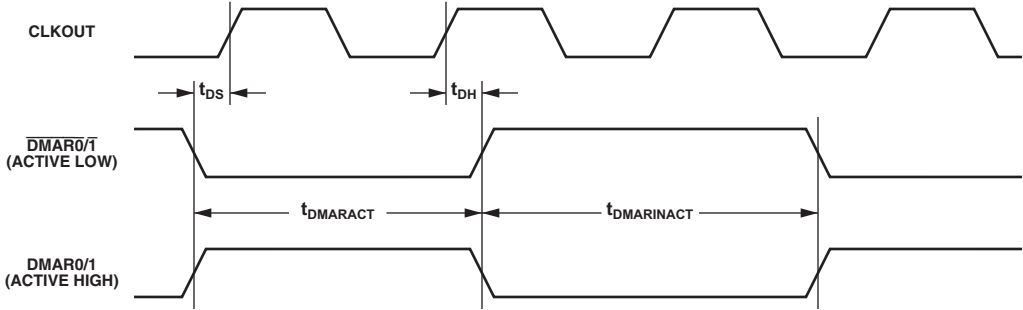 CLKOUT
tDS
tDH
DMAR0/1
(ACTIVE LOW)
tDMARACT
tDMARINACT
DMAR0/1
(ACTIVE HIGH)